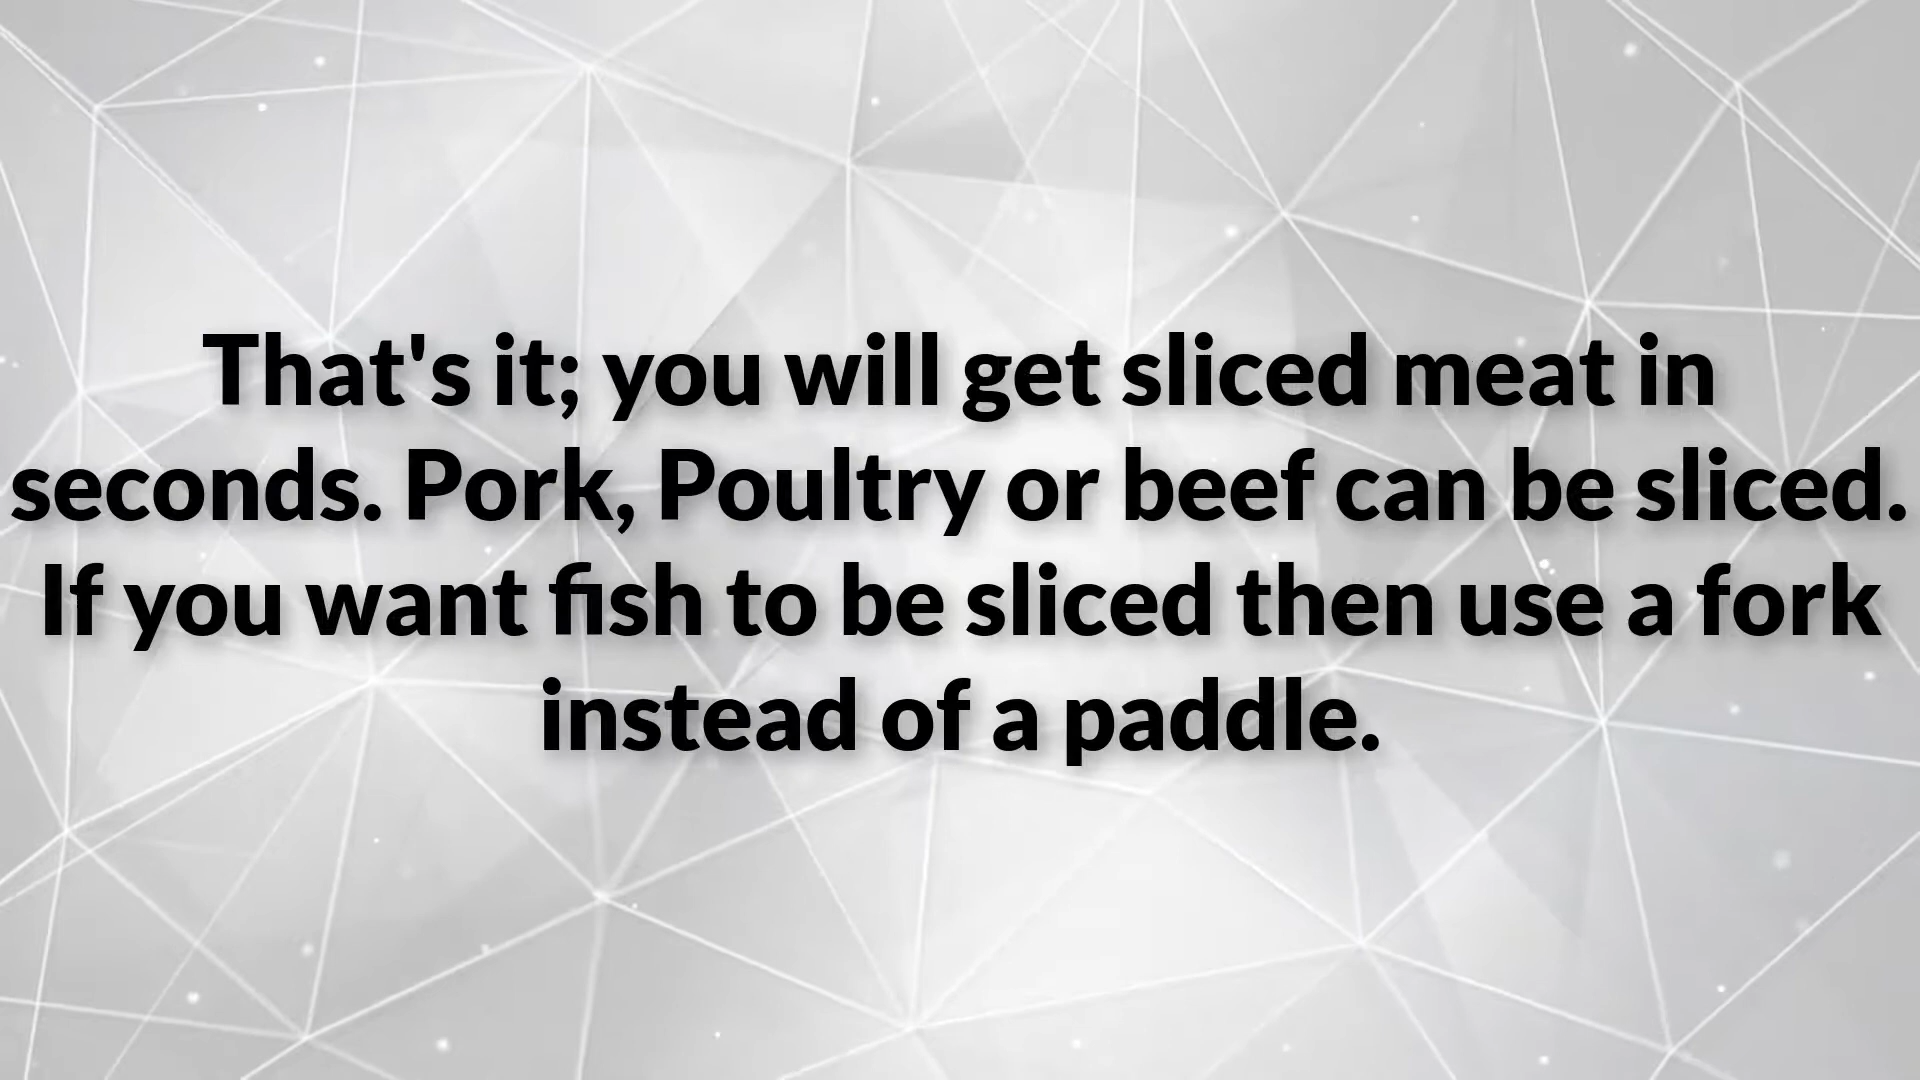 That's it; you will get sliced meat in
seconds. Pork, Poultry or beef can be sliced.
If you want fish to be sliced then use a fork
instead of a paddle.